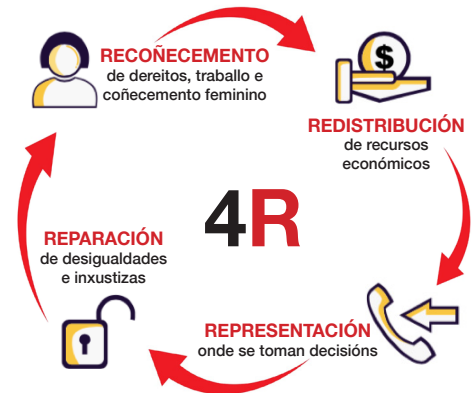 RECOÑECEMENTO
de dereitos, traballo e
coñecemento feminino
$
REDISTRIBUCIÓN
de recursos
económicos
4R
REPARACIÓN
de desigualdades
e inxustizas
REPRESENTACIÓN
onde se toman decisións